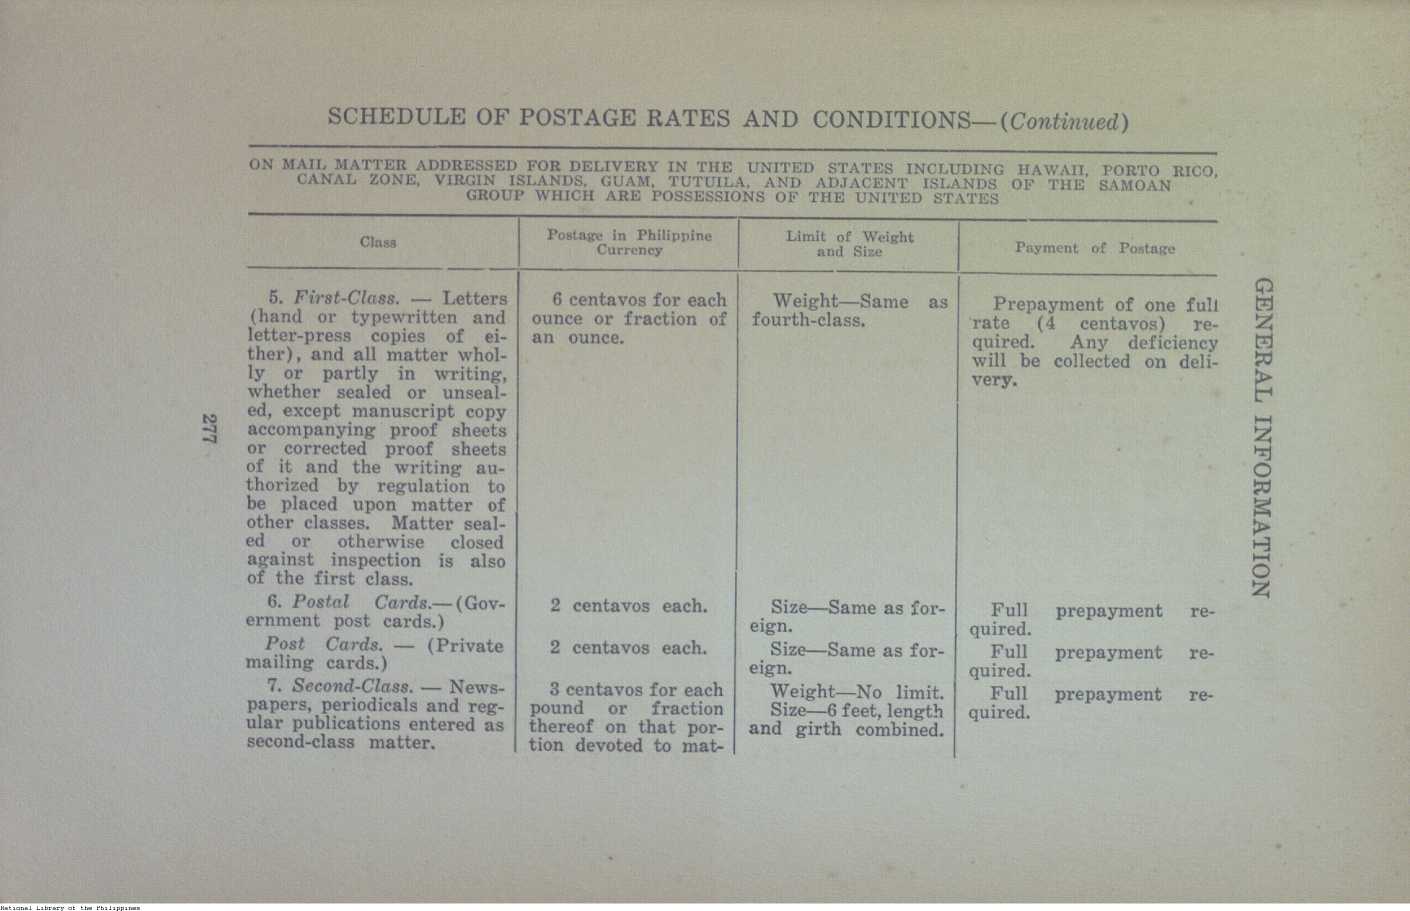 SCHEDULE OF POSTAGE RATES AND CONDITIONS—(Continued)
ON MAIL MATTER ADDRESSED FOR DELIVERY IN THE UNITED STATES INCLUDING HAWAII, PORTO RICO,
CANAL ZONE, VIRGIN ISLANDS, GUAM, TUTUILA, AND ADJACENT ISLANDS OF THE SAMOAN
GROUP WHICH ARE POSSESSIONS OF THE UNITED STATES
Class
Postage in Philippine
Currency
Limit of Weight
and Size
Payment of Postage
5. First-Class. — Letters
(hand or typewritten and
letter-press copies of ei-
ther), and all matter whol-
ly or partly in writing,
whether sealed or unseal-
ed, except manuscript copy
accompanying proof sheets
or corrected proof sheets
of it and the writing au-
thorized by regulation to
be placed upon matter of
other classes. Matter seal-
ed or otherwise closed
against inspection is also
of the first class.
6 centavos for each
ounce or fraction of
an ounce.
Weight—Same as
fourth-class.
Prepayment of one full
rate (4 centavos) re-
quired. Any deficiency
will be collected on deli-
very.
6. Postal Cards.—(Gov-
ernment post cards.)
2 centavos each.
Size—Same as for-
eign.
Full prepayment re-
quired.
Post Cards. — (Private
mailing cards.)
2 centavos each.
Size—Same as for-
eign.
Full prepayment re-
quired.
7. Second-Class. — News-
papers, periodicals and reg-
ular publications entered as
second-class matter.
3 centavos for each
pound or fraction
thereof on that por-
tion devoted to mat-
Weight—No limit.
Size—6 feet, length
and girth combined.
Full prepayment re-
quired.
GENERAL INFORMATION
277
National Library of the Philippines